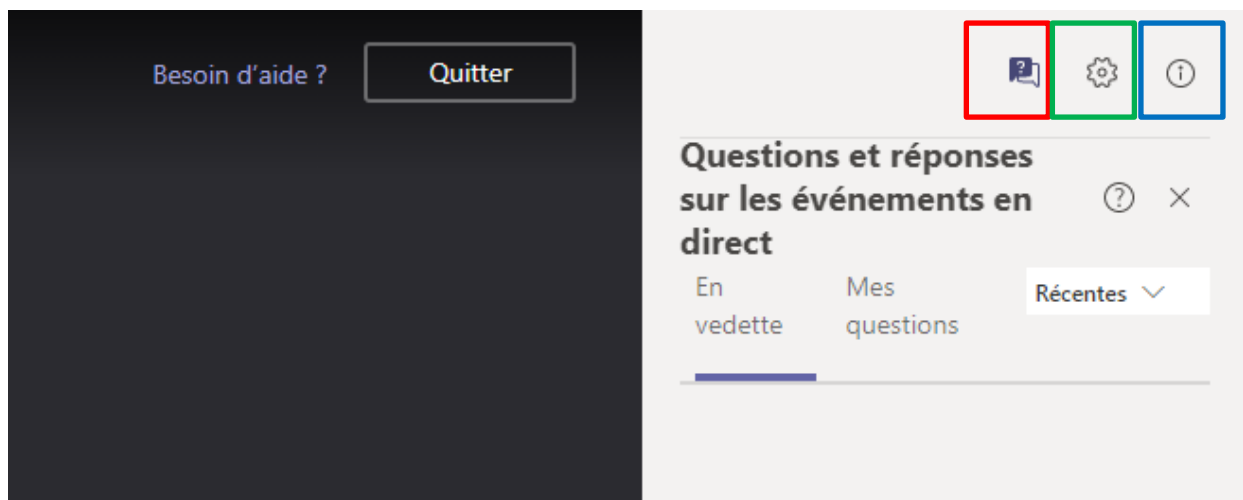 Besoin d'aide ?
Quitter
Questions et réponses
sur les événements en
direct
En
vedette
Mes
questions
Récentes